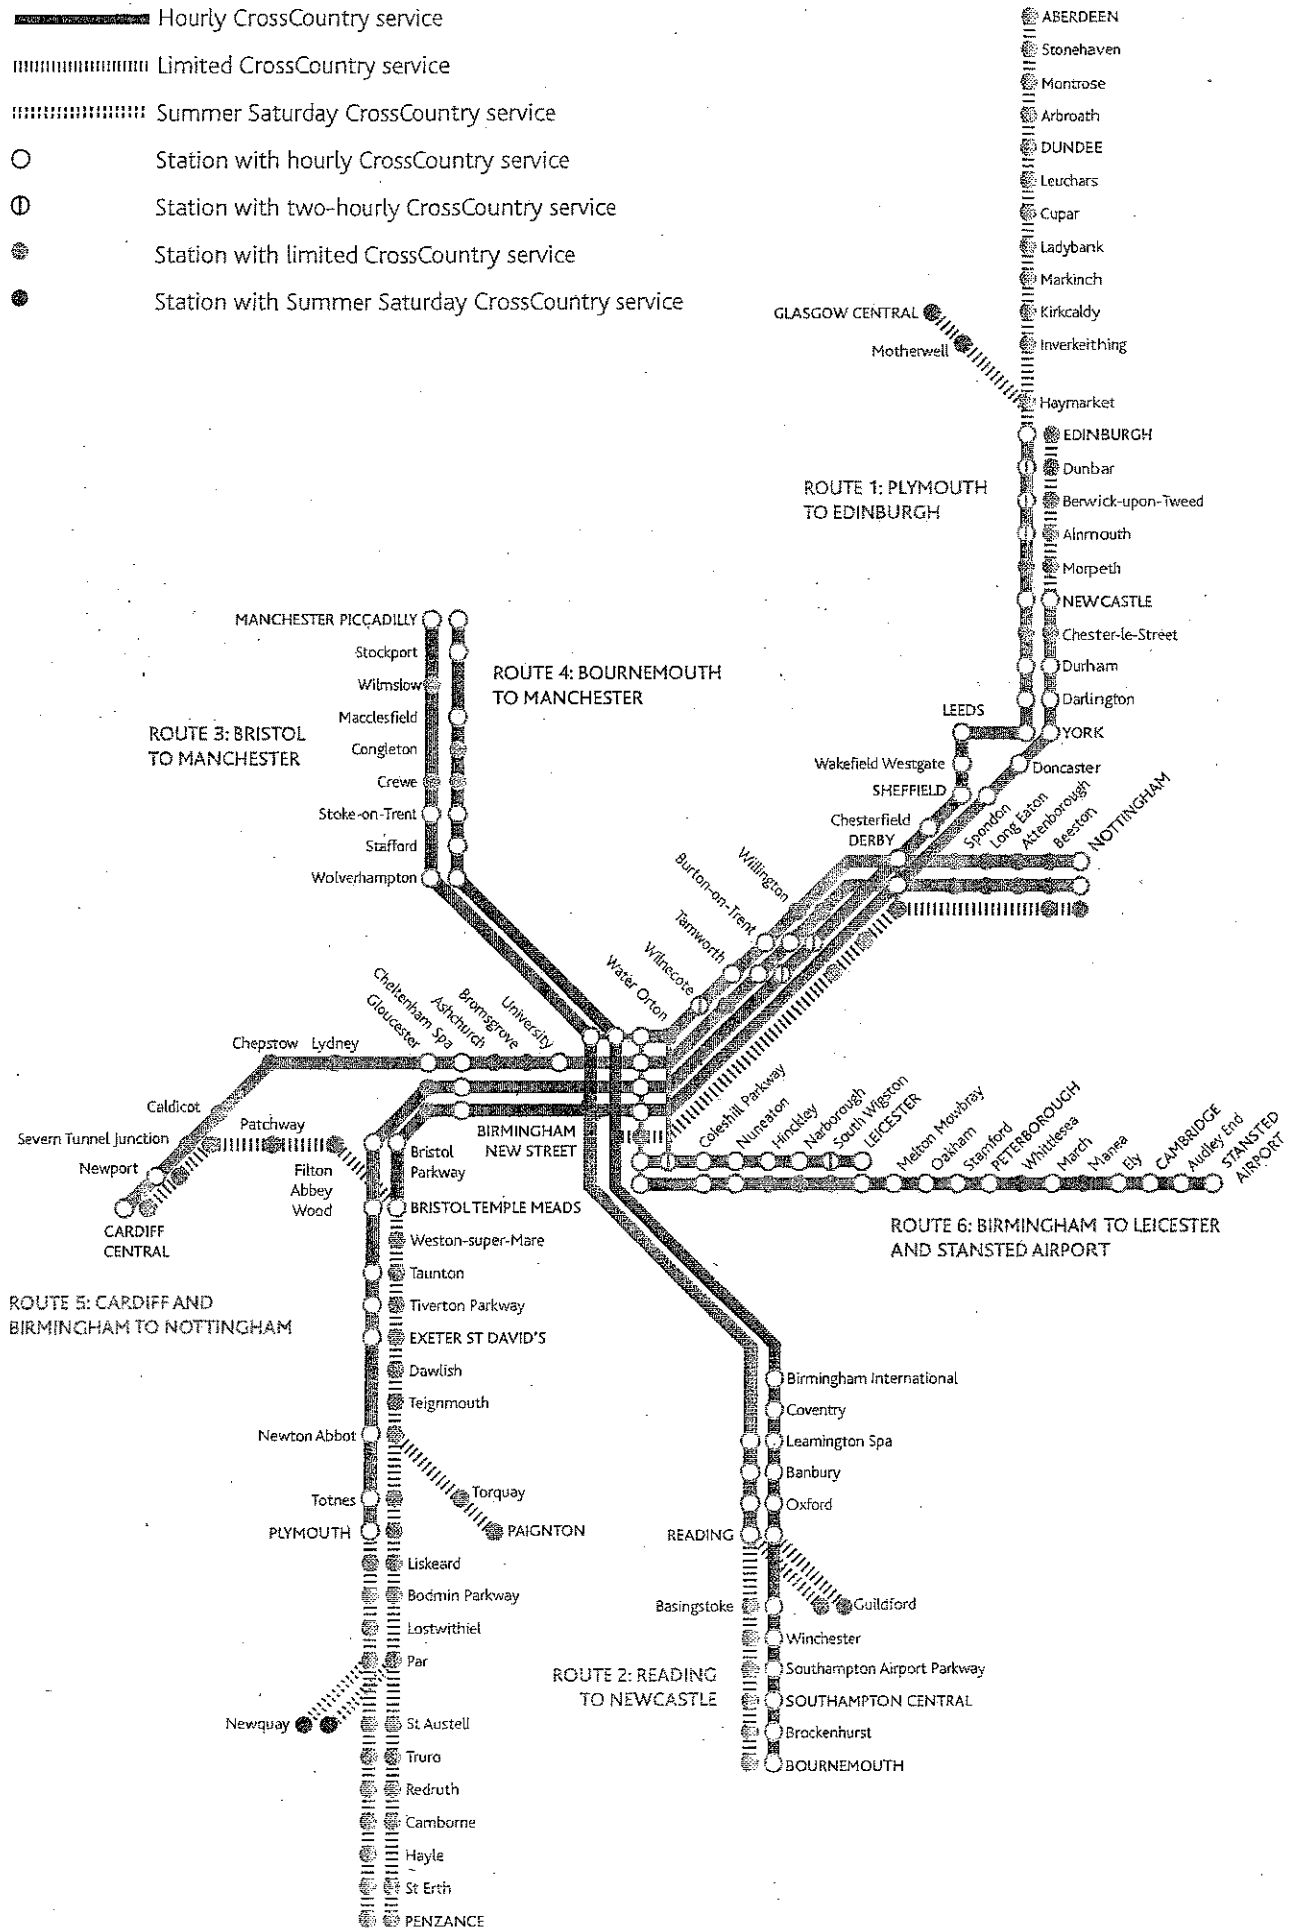 Hourly CrossCountry service
Limited CrossCountry service
Summer Saturday CrossCountry service
Station with hourly CrossCountry service
Station with two-hourly CrossCountry service
Station with limited CrossCountry service
Station with Summer Saturday CrossCountry service
ABERDEEN
Stonehaven
Montrose
Arbroath
DUNDEE
Leuchars
Cupar
Ladybank
Markinch
Kirkcaldy
Inverkeithing
GLASGOW CENTRAL
Motherwell
Haymarket
EDINBURGH
Dunbar
Berwick-upon-Tweed
Alnmouth
Morpeth
NEWCASTLE
Chester-le-Street
Durham
Darlington
YORK
ROUTE 1: PLYMOUTH
TO EDINBURGH
LEEDS
Wakefield Westgate
SHEFFIELD
Doncaster
Chesterfield
DERBY
Spondon
Long Eaton
Attenborough
Beeston
NOTTINGHAM
MANCHESTER PICCADILLY
Stockport
Wilmslow
Macclesfield
Congleton
Crewe
Stoke-on-Trent
Stafford
Wolverhampton
ROUTE 4: BOURNEMOUTH
TO MANCHESTER
ROUTE 3: BRISTOL
TO MANCHESTER
Willington
Burton-on-Trent
Tamworth
Wilnecote
Water Orton
University
Bromsgrove
Ashchurch
Cheltenham Spa
Gloucester
Lydney
Chepstow
Caldicot
Severn Tunnel Junction
Newport
CARDIFF
CENTRAL
Patchway
Filton
Abbey
Wood
Bristol
Parkway
BIRMINGHAM
NEW STREET
Coleshill Parkway
Nuneaton
Hinckley
Narborough
South Wigston
LEICESTER
Melton Mowbray
Oakham
Stamford
PETERBOROUGH
Whittlesea
March
Manea
Ely
CAMBRIDGE
Audley End
STANSTED
AIRPORT
ROUTE 6: BIRMINGHAM TO LEICESTER
AND STANSTED AIRPORT
ROUTE 5: CARDIFF AND
BIRMINGHAM TO NOTTINGHAM
BRISTOL TEMPLE MEADS
Weston-super-Mare
Taunton
Tiverton Parkway
EXETER ST DAVID'S
Dawlish
Teignmouth
Newton Abbot
Torquay
PAIGNTON
Totnes
PLYMOUTH
Liskeard
Bodmin Parkway
Lostwithiel
Par
Newquay
St Austell
Truro
Redruth
Camborne
Hayle
St Erth
PENZANCE
Birmingham International
Coventry
Leamington Spa
Banbury
Oxford
READING
Basingstoke
Guildford
Winchester
Southampton Airport Parkway
SOUTHAMPTON CENTRAL
Brockenhurst
BOURNEMOUTH
ROUTE 2: READING
TO NEWCASTLE